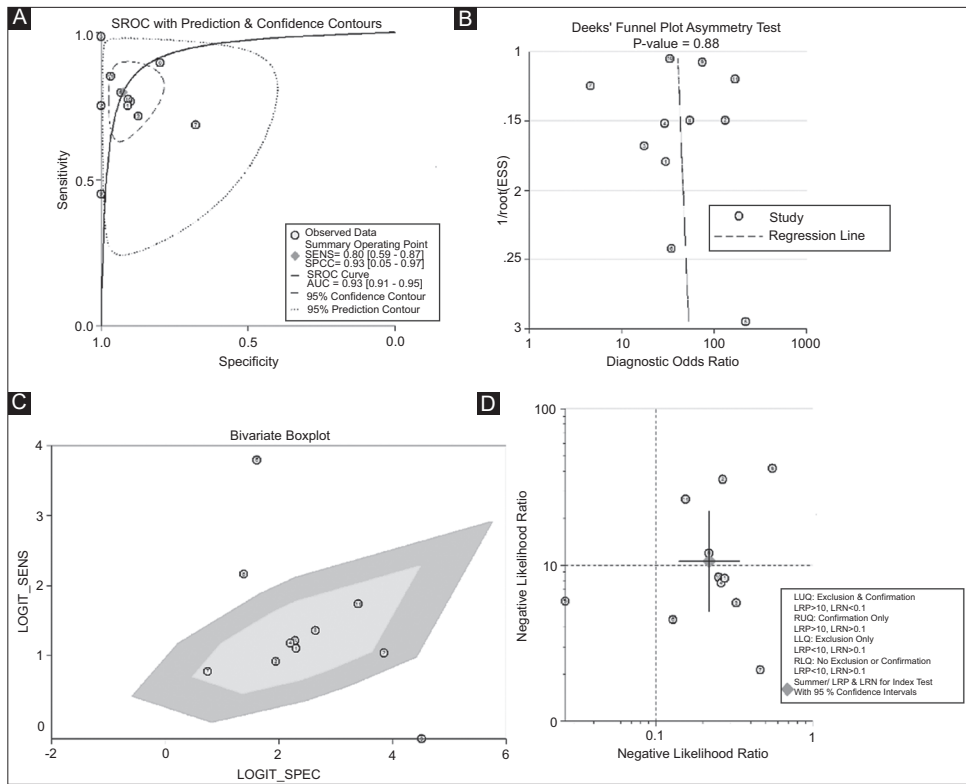 A
SROC with Prediction & Confidence Contours
1.0
0.5
0.0
Sensitivity
1.0
0.5
0.0
Specificity
Observed Data
Summary Operating Point
SENS= 0.80 [0.59 - 0.87]
SPCC= 0.93 [0.05 - 0.97]
SROC Curve
AUC = 0.93 [0.91 - 0.95]
95% Confidence Contour
95% Prediction Contour
B
Deeks' Funnel Plot Asymmetry Test
P-value = 0.88
1
.15
2
.25
3
1/root(ESS)
1
10
100
1000
Diagnostic Odds Ratio
Study
Regression Line
C
Bivariate Boxplot
4
3
2
1
0
LOGIT_SENS
-2
0
2
4
6
LOGIT_SPEC
D
100
10
1
0
Negative Likelihood Ratio
0.1
1
Negative Likelihood Ratio
LUQ: Exclusion & Confirmation
LRP>10, LRN<0.1
RUQ: Confirmation Only
LRP>10, LRN>0.1
LLQ: Exclusion Only
LRP<10, LRN>0.1
RLQ: No Exclusion or Confirmation
LRP<10, LRN>0.1
Summer/ LRP & LRN for Index Test
With 95 % Confidence Intervals